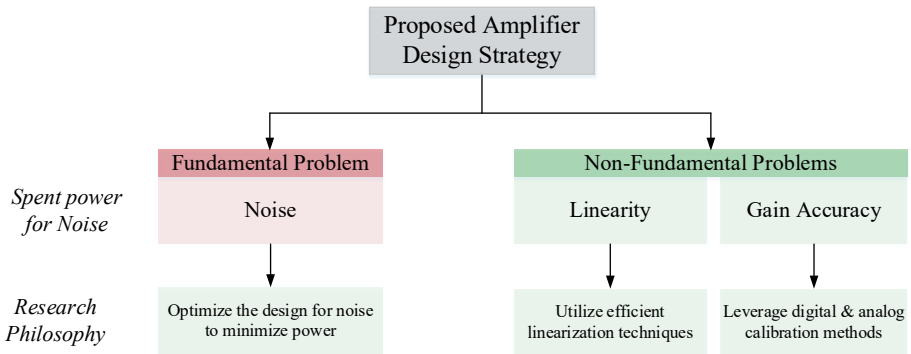 Proposed Amplifier
Design Strategy
Fundamental Problem
Non-Fundamental Problems
Spent power
for Noise
Noise
Linearity
Gain Accuracy
Research
Philosophy
Optimize the design for noise
to minimize power
Utilize efficient
linearization techniques
Leverage digital & analog
calibration methods